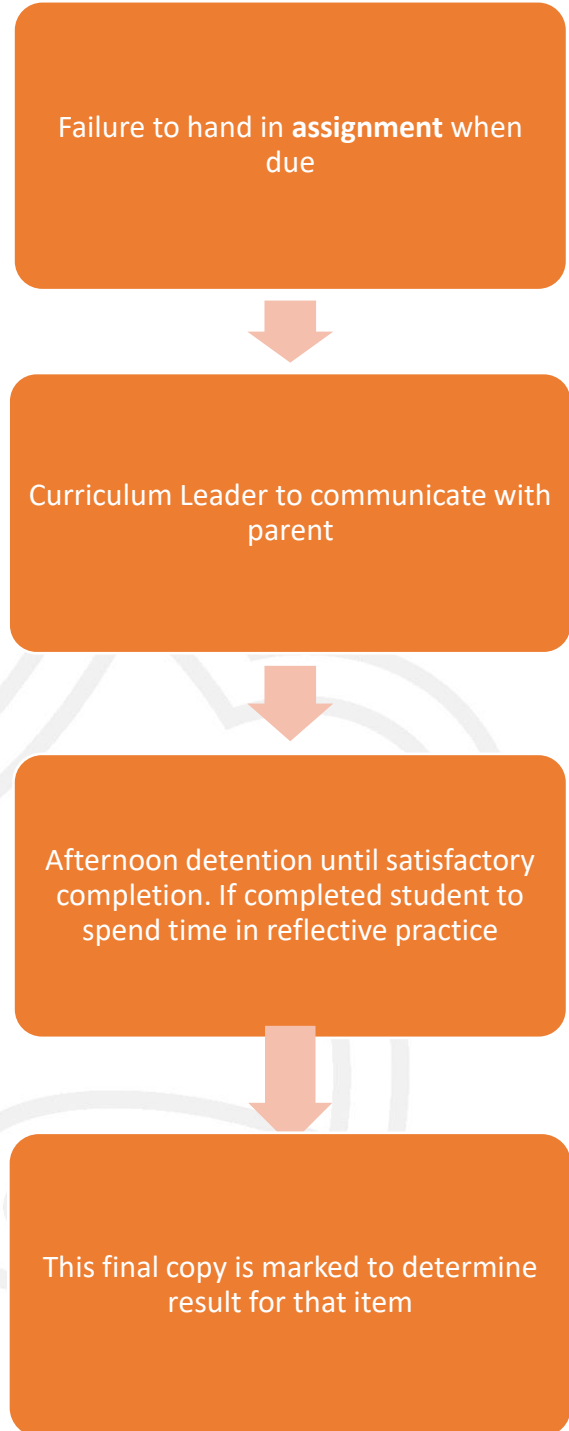 Failure to hand in assignment when
due
Curriculum Leader to communicate with
parent
Afternoon detention until satisfactory
completion. If completed student to
spend time in reflective practice
This final copy is marked to determine
result for that item